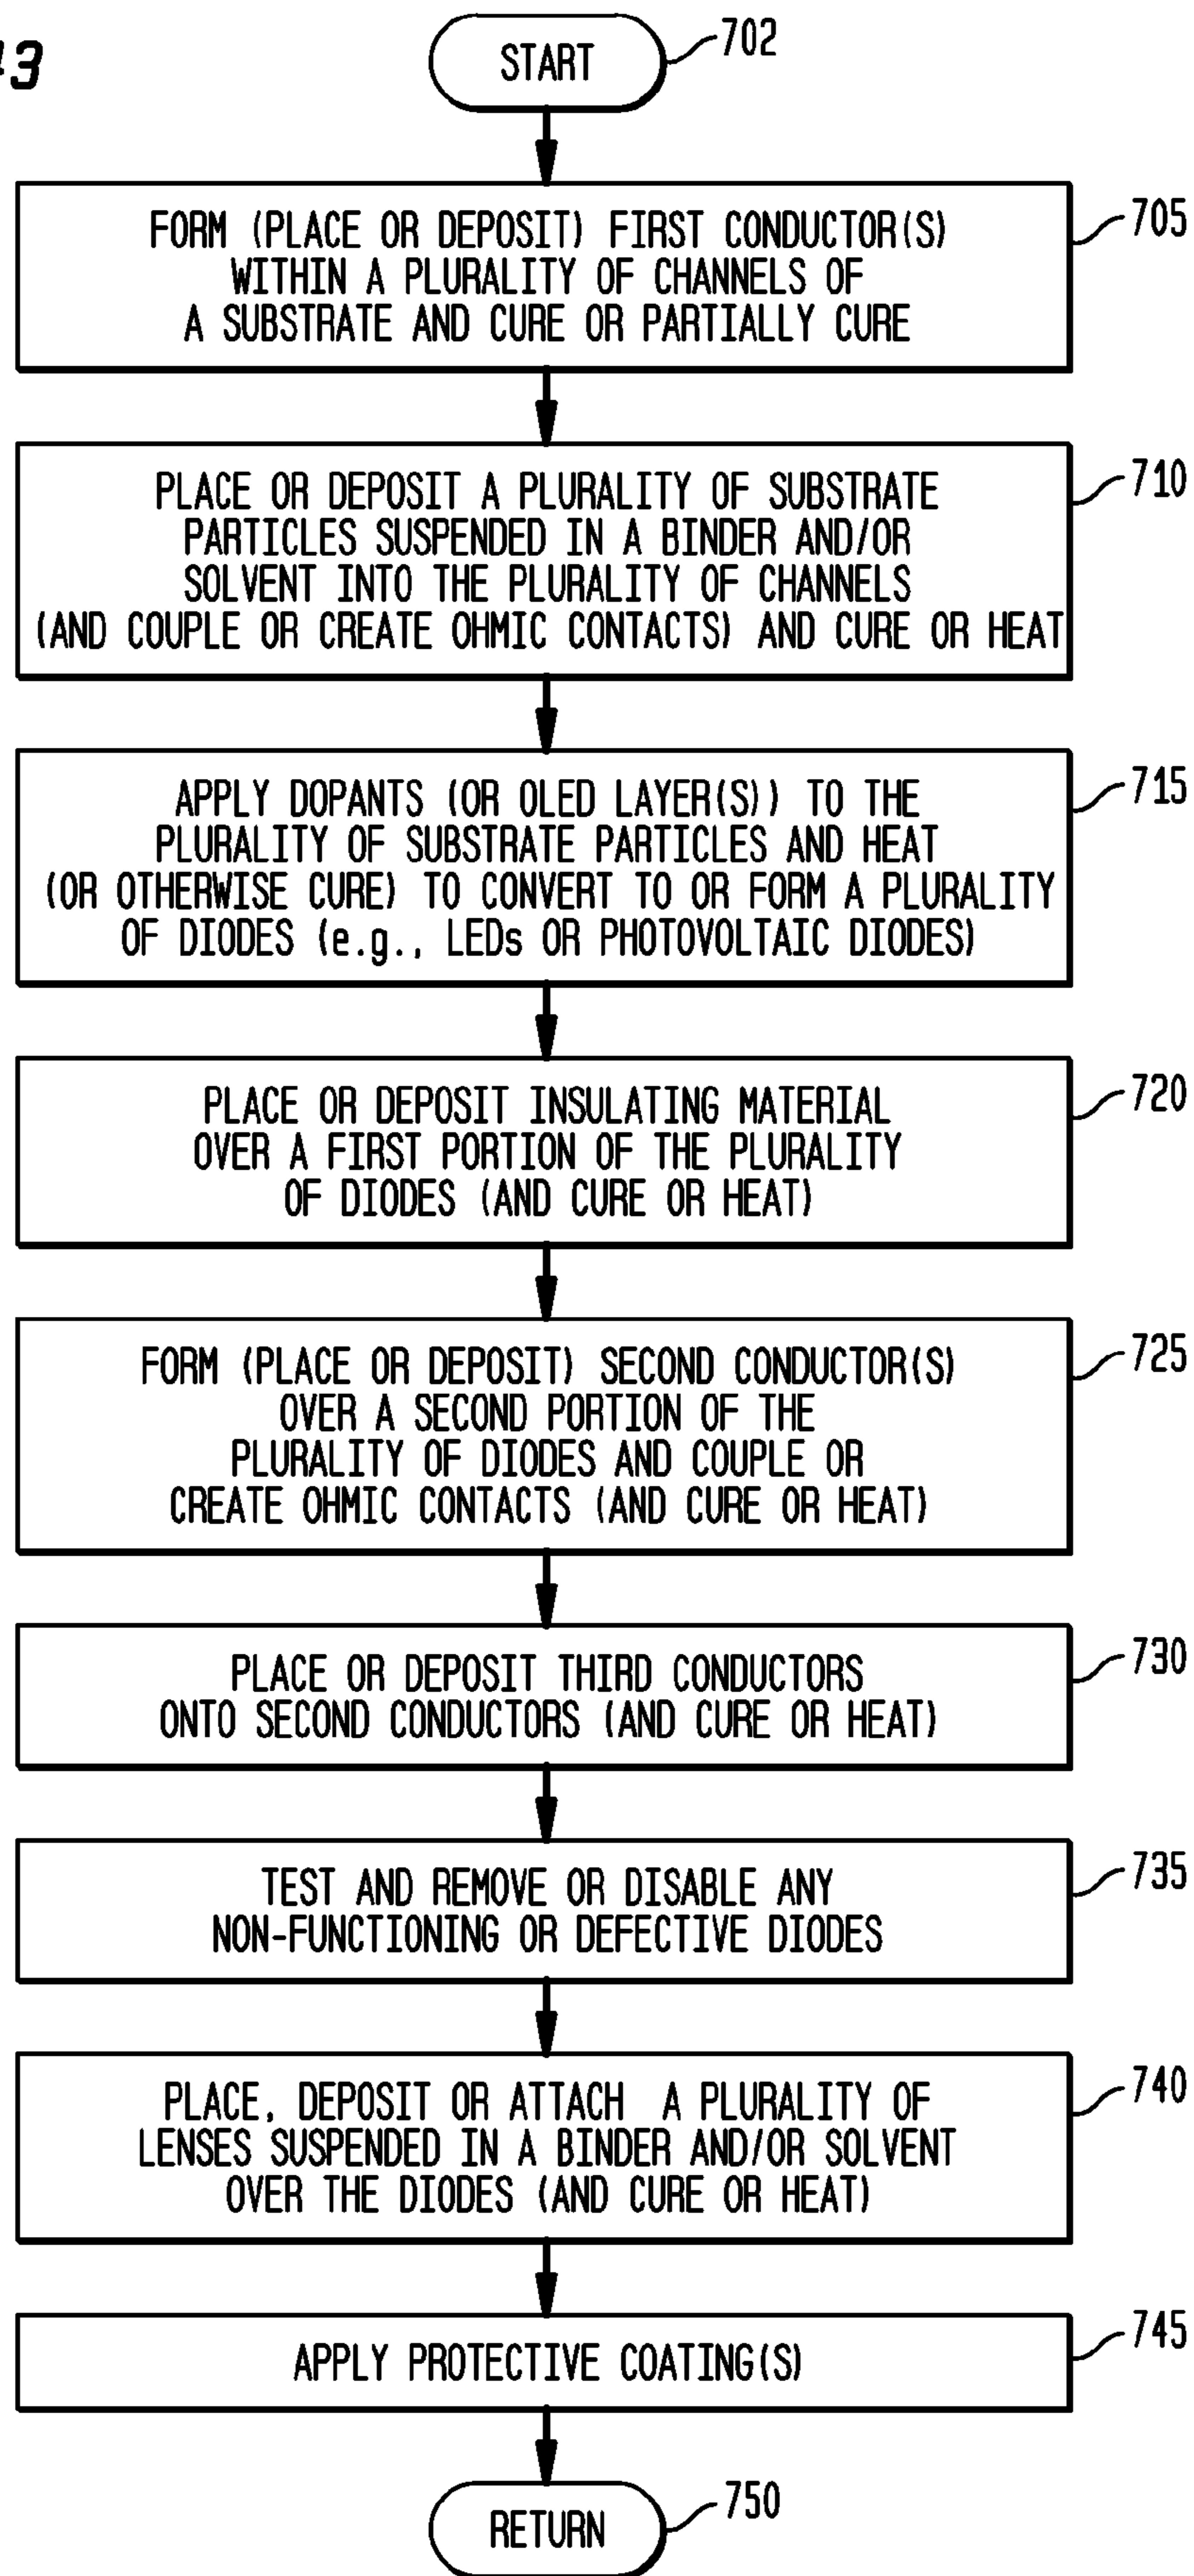 43
START
702
FORM (PLACE OR DEPOSIT) FIRST CONDUCTOR(S)
WITHIN A PLURALITY OF CHANNELS OF
A SUBSTRATE AND CURE OR PARTIALLY CURE
705
PLACE OR DEPOSIT A PLURALITY OF SUBSTRATE
PARTICLES SUSPENDED IN A BINDER AND/OR
SOLVENT INTO THE PLURALITY OF CHANNELS
(AND COUPLE OR CREATE OHMIC CONTACTS) AND CURE OR HEAT
710
APPLY DOPANTS (OR OLED LAYER(S)) TO THE
PLURALITY OF SUBSTRATE PARTICLES AND HEAT
(OR OTHERWISE CURE) TO CONVERT TO OR FORM A PLURALITY
OF DIODES (e.g., LEDs OR PHOTOVOLTAIC DIODES)
715
PLACE OR DEPOSIT INSULATING MATERIAL
OVER A FIRST PORTION OF THE PLURALITY
OF DIODES (AND CURE OR HEAT)
720
FORM (PLACE OR DEPOSIT) SECOND CONDUCTOR(S)
OVER A SECOND PORTION OF THE
PLURALITY OF DIODES AND COUPLE OR
CREATE OHMIC CONTACTS (AND CURE OR HEAT)
725
PLACE OR DEPOSIT THIRD CONDUCTORS
ONTO SECOND CONDUCTORS (AND CURE OR HEAT)
730
TEST AND REMOVE OR DISABLE ANY
NON-FUNCTIONING OR DEFECTIVE DIODES
735
PLACE, DEPOSIT OR ATTACH A PLURALITY OF
LENSES SUSPENDED IN A BINDER AND/OR SOLVENT
OVER THE DIODES (AND CURE OR HEAT)
740
APPLY PROTECTIVE COATING(S)
745
RETURN
750